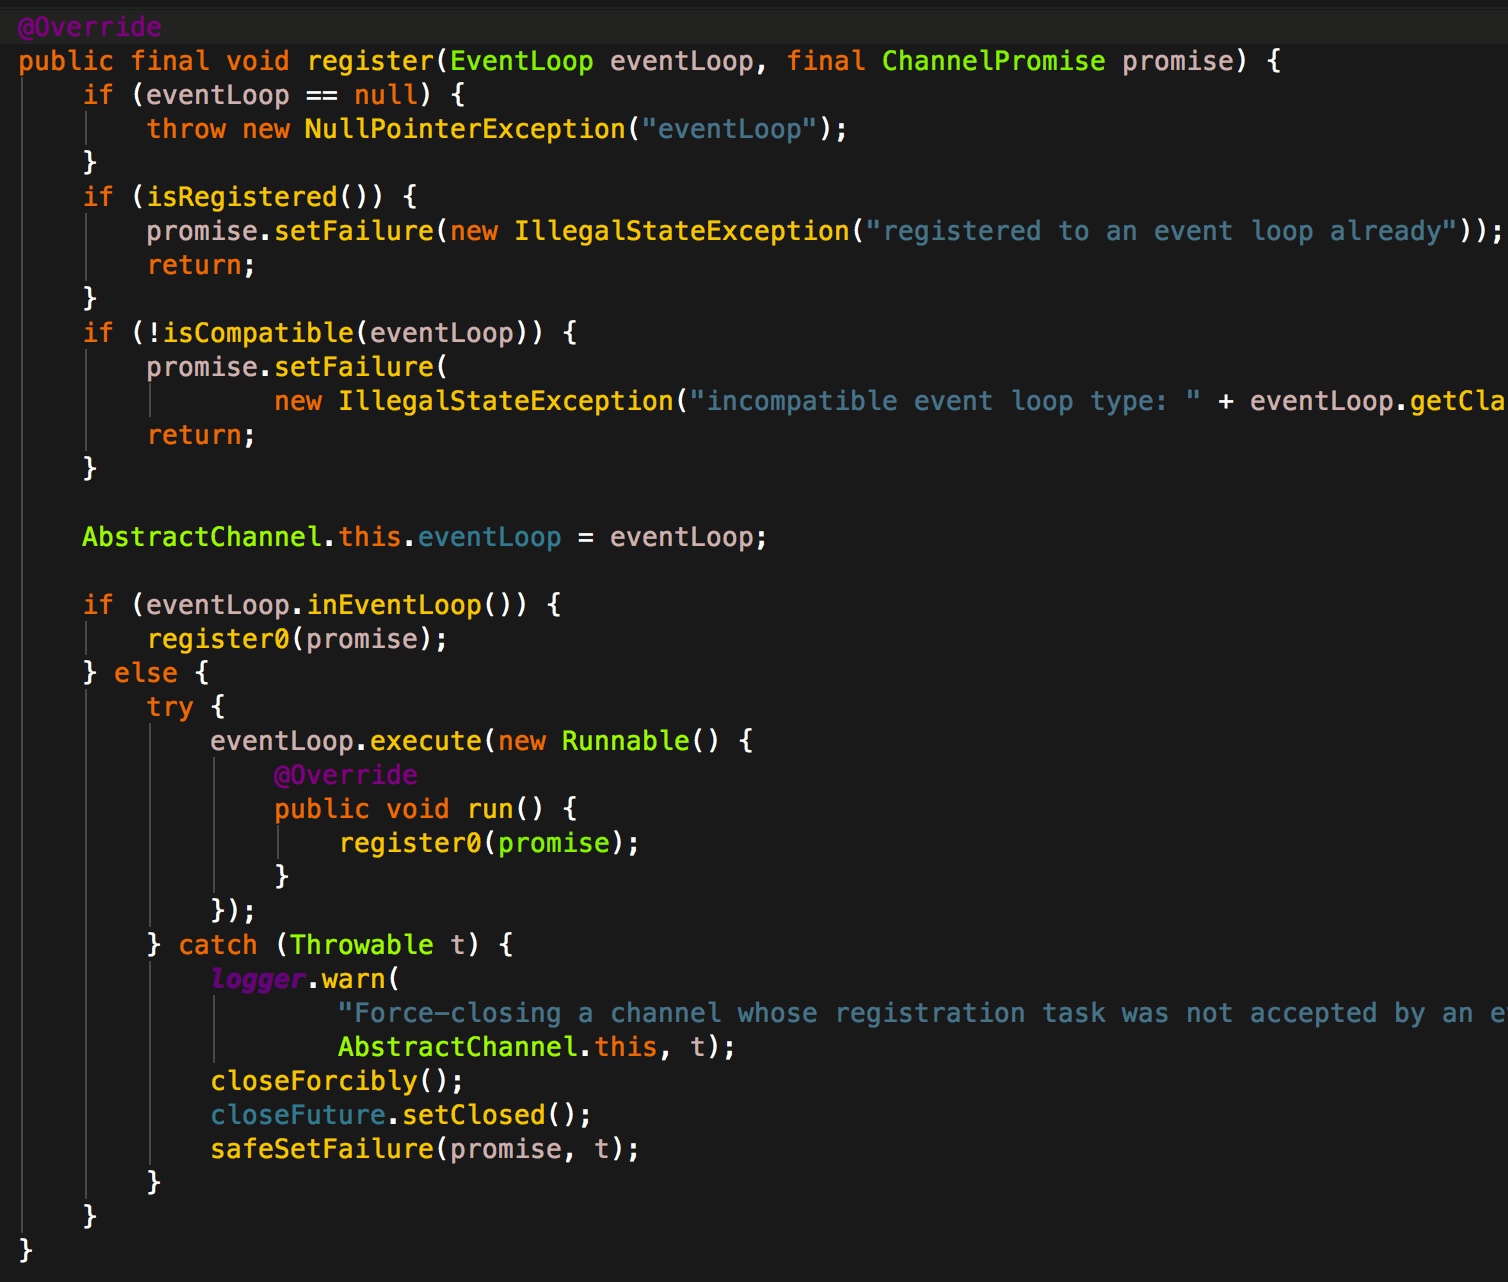 @Override
public final void register(EventLoop eventLoop, final ChannelPromise promise) {
    if (eventLoop == null) {
        throw new NullPointerException("eventLoop");
    }
    if (isRegistered()) {
        promise.setFailure(new IllegalStateException("registered to an event loop already"));
        return;
    }
    if (!isCompatible(eventLoop)) {
        promise.setFailure(
                new IllegalStateException("incompatible event loop type: " + eventLoop.getCla
        return;
    }

    AbstractChannel.this.eventLoop = eventLoop;

    if (eventLoop.inEventLoop()) {
        register0(promise);
    } else {
        try {
            eventLoop.execute(new Runnable() {
                @Override
                public void run() {
                    register0(promise);
                }
            });
        } catch (Throwable t) {
            logger.warn(
                    "Force-closing a channel whose registration task was not accepted by an e
                    AbstractChannel.this, t);
            closeForcibly();
            closeFuture.setClosed();
            safeSetFailure(promise, t);
        }
    }
}